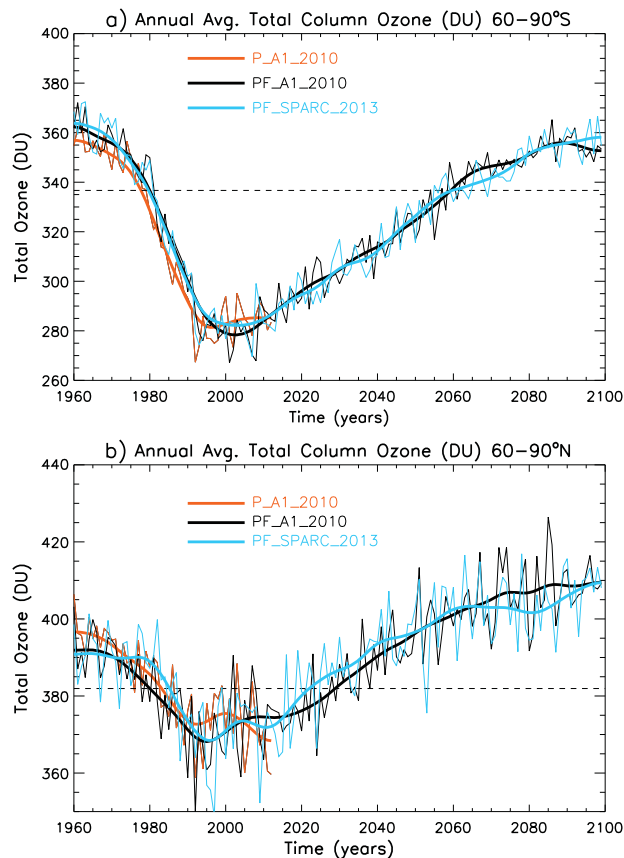 a) Annual Avg. Total Column Ozone (DU) 60−90°S
400
380
360
340
320
300
280
260
Total Ozone (DU)
P_A1_2010
PF_A1_2010
PF_SPARC_2013
1960 1980 2000 2020 2040 2060 2080 2100
Time (years)
b) Annual Avg. Total Column Ozone (DU) 60−90°N
440
420
400
380
360
Total Ozone (DU)
P_A1_2010
PF_A1_2010
PF_SPARC_2013
1960 1980 2000 2020 2040 2060 2080 2100
Time (years)